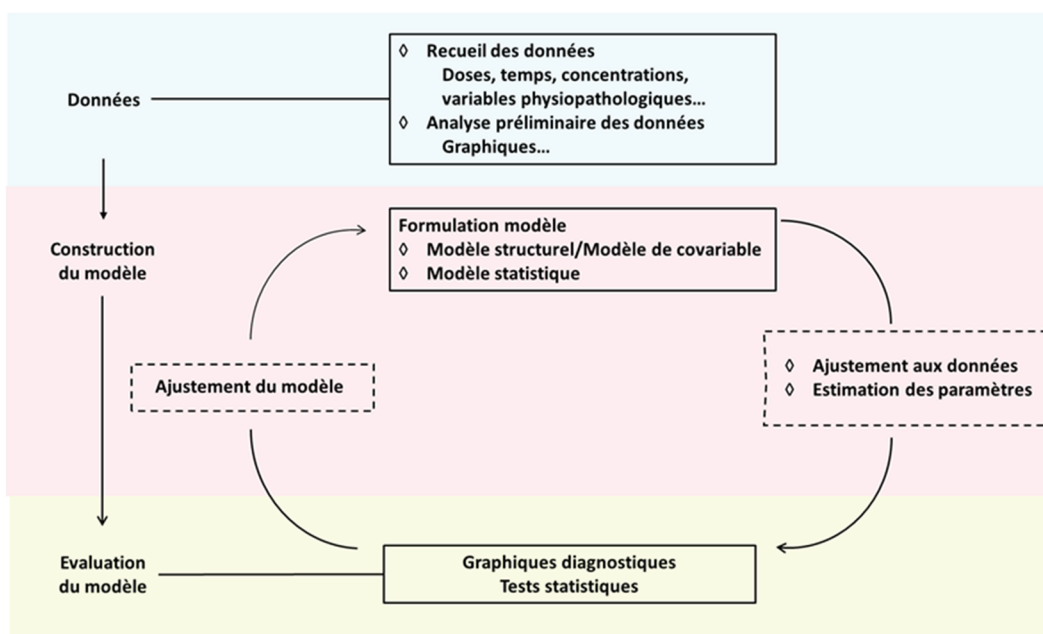 Données
◊ Recueil des données
Doses, temps, concentrations,
variables physiopathologiques...
◊ Analyse préliminaire des données
Graphiques...
Construction
du modèle
Formulation modèle
◊ Modèle structurel/Modèle de covariable
◊ Modèle statistique
Ajustement du modèle
◊ Ajustement aux données
◊ Estimation des paramètres
Evaluation
du modèle
Graphiques diagnostiques
Tests statistiques